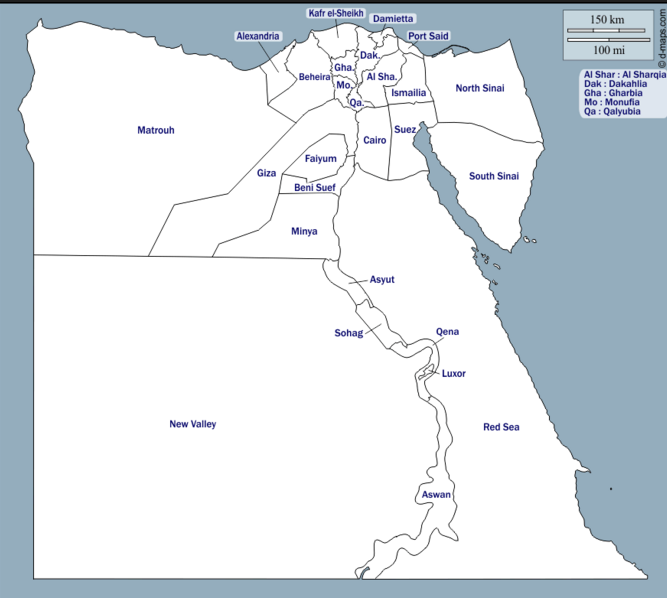 Kafr el-Sheikh
Damietta
Alexandria
Port Said
150 km
100 mi
© d-maps.com
Dak.
Gha.
Beheira
Al Sha.
Mo.
Ismailia
Qa.
North Sinai
Al Shar : Al Sharqia
Dak : Dakahlia
Gha : Gharbia
Mo : Monufia
Qa : Qalyubia
Matrouh
Suez
Cairo
Faiyum
Giza
South Sinai
Beni Suef
Minya
Asyut
Sohag
Qena
Luxor
New Valley
Red Sea
Aswan